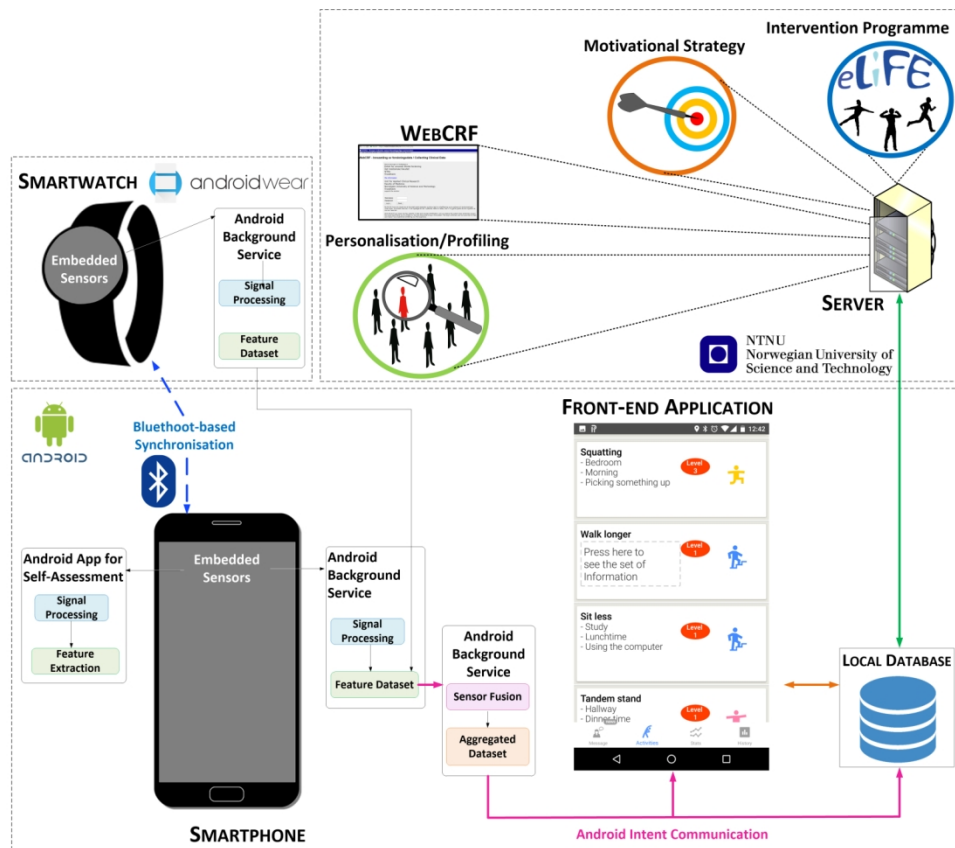 Intervention Programme
eLiFE
Motivational Strategy
WEBCRF
SMARTWATCH
androidwear
Android
Background
Service
Embedded
Sensors
Signal
Processing
Feature
Dataset
Personalisation/Profiling
SERVER
NTNU
Norwegian University of
Science and Technology
ANDROID
Bluethoot-based
Synchronisation
FRONT-END APPLICATION
12:42
Squatting
- Bedroom
- Morning
- Picking something up
Level
3
Walk longer
Press here to
see the set of
Information
Level
1
Sit less
- Study
- Lunchtime
- Using the computer
Level
1
Tandem stand
- Hallway
- Dinner time
Level
1
Message
Activities
Stats
Android App for
Self-Assessment
Signal
Processing
Feature
Extraction
Embedded
Sensors
Android
Background
Service
Signal
Processing
Feature Dataset
Android
Background
Service
Sensor Fusion
Aggregated
Dataset
LOCAL DATABASE
SMARTPHONE
Android Intent Communication